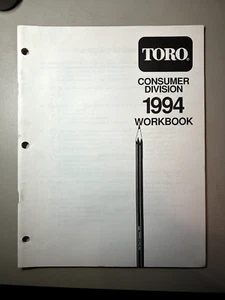 TORO®
CONSUMER
DIVISION
1994
WORKBOOK